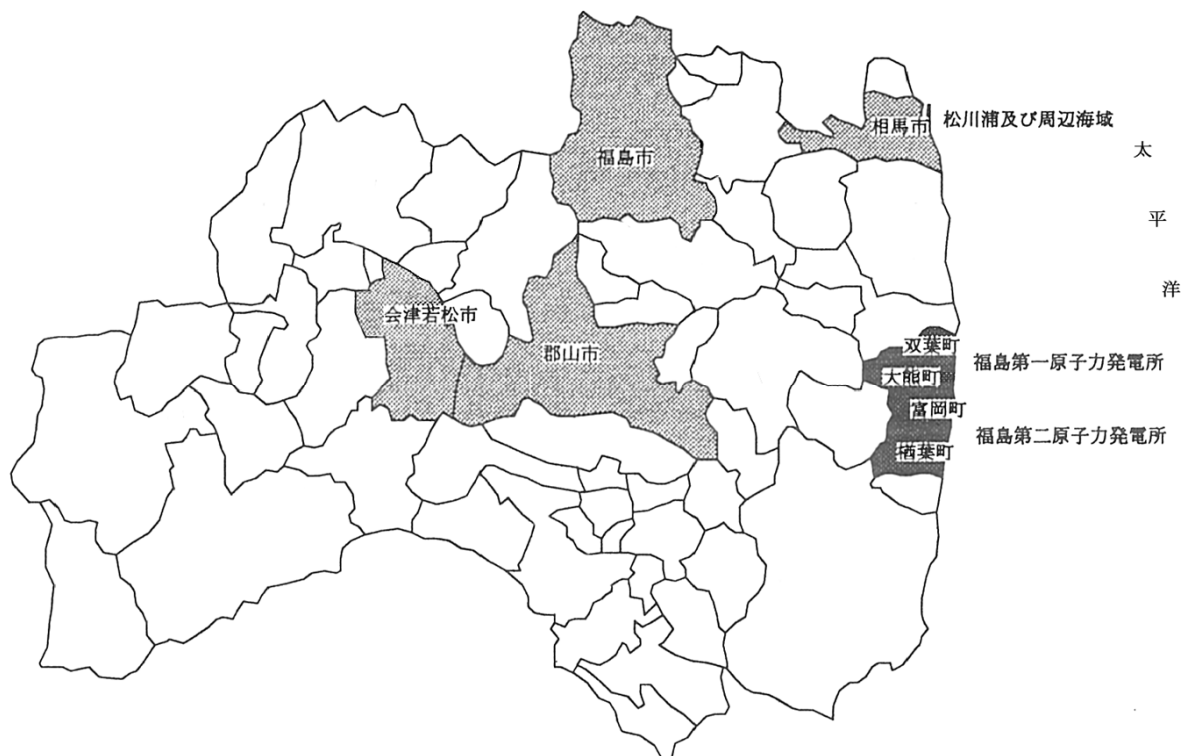 相馬市
松川浦及び周辺海域
太
平
洋
福島市
会津若松市
郡山市
双葉町
福島第一原子力発電所
大熊町
富岡町
福島第二原子力発電所
楢葉町